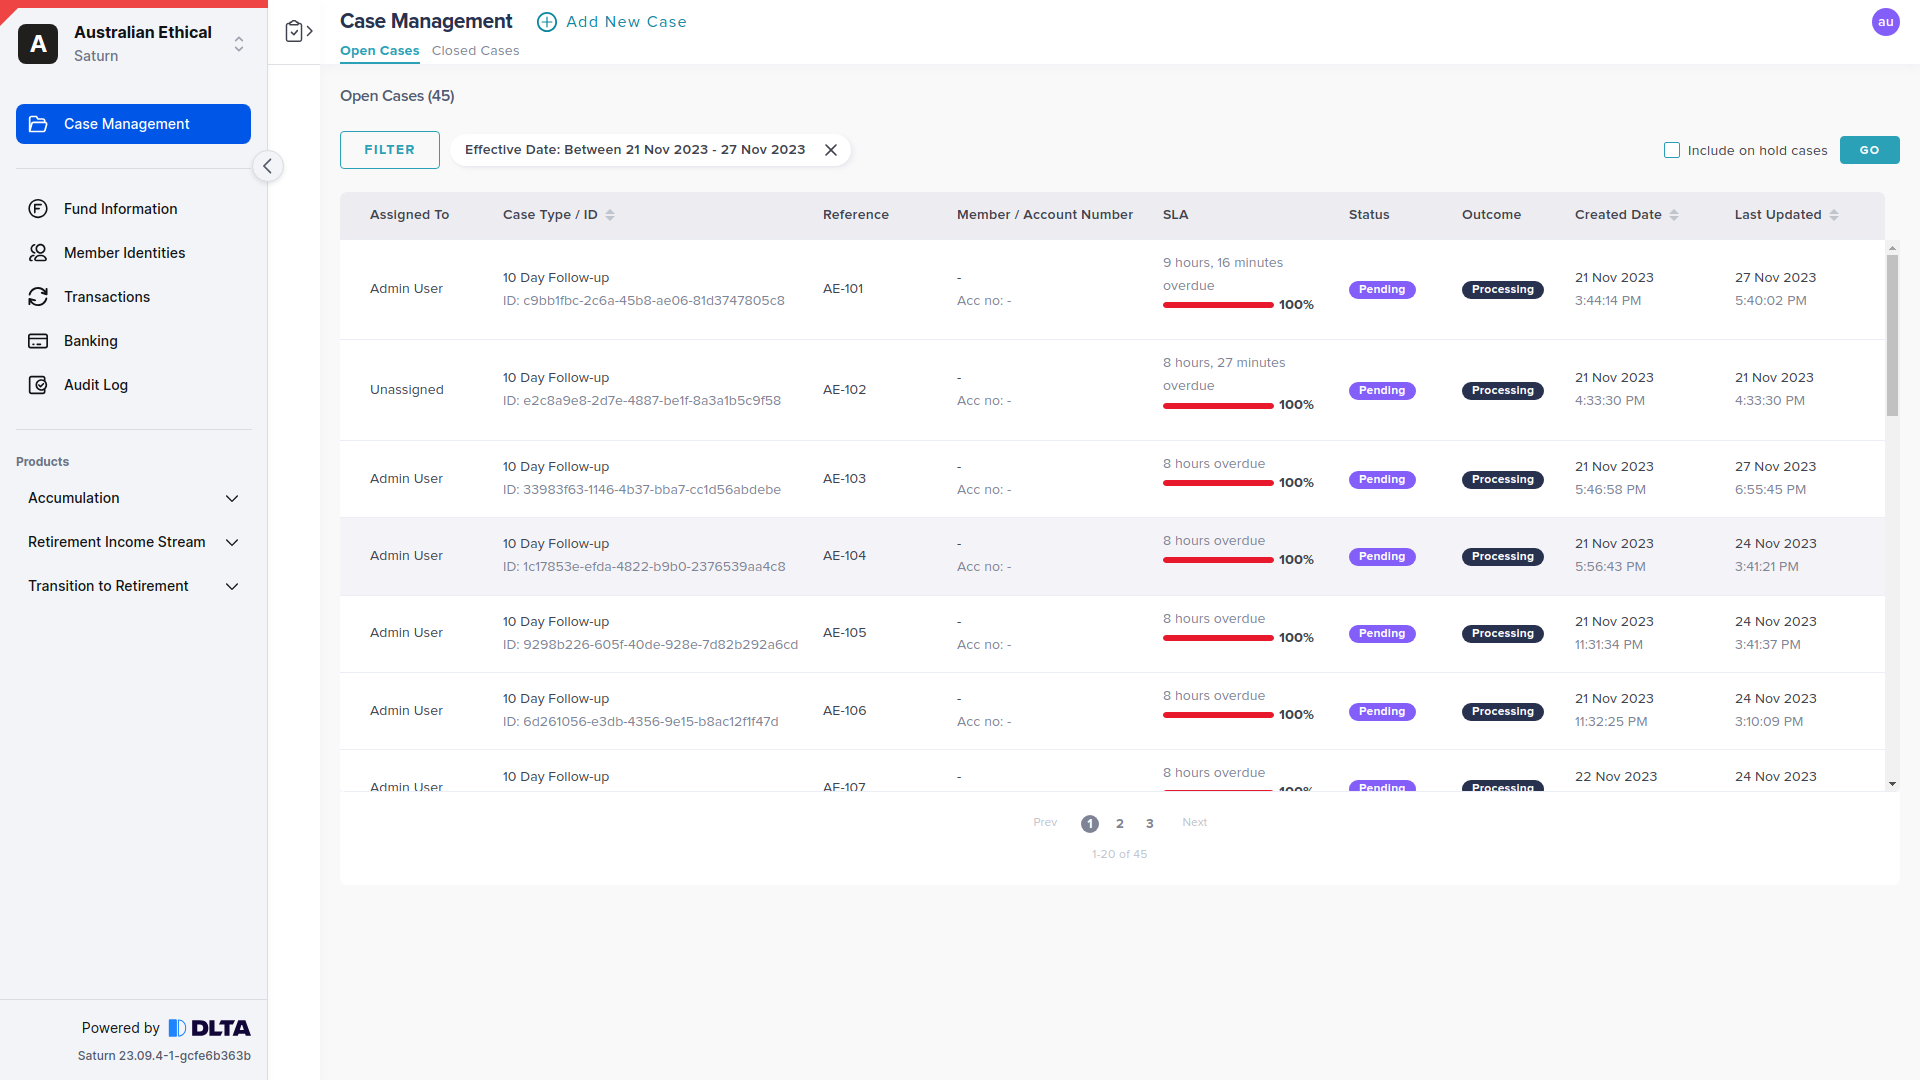 A
Australian Ethical
Saturn
Case Management
Fund Information
Member Identities
Transactions
Banking
Audit Log
Products
Accumulation
Retirement Income Stream
Transition to Retirement
Powered by DLTA
Saturn 23.09.4-1-gcfe6b363b
Case Management Add New Case
au
Open Cases Closed Cases
Open Cases (45)
FILTER Effective Date: Between 21 Nov 2023 - 27 Nov 2023 Include on hold cases GO
Assigned To Case Type / ID Reference Member / Account Number SLA Status Outcome Created Date Last Updated
9 hours, 16 minutes
10 Day Follow-up - overdue 21 Nov 2023 27 Nov 2023
Admin User AE-101 Pending Processing
ID: c9bb1fbc-2c6a-45b8-ae06-81d3747805c8 Acc no: - 100% 3:44:14 PM 5:40:02 PM
8 hours, 27 minutes
10 Day Follow-up - overdue 21 Nov 2023 21 Nov 2023
Unassigned AE-102 Pending Processing
ID: e2c8a9e8-2d7e-4887-be1f-8a3a1b5c9f58 Acc no: - 100% 4:33:30 PM 4:33:30 PM
10 Day Follow-up - 8 hours overdue 21 Nov 2023 27 Nov 2023
Admin User AE-103 100% Pending Processing
ID: 33983f63-1146-4b37-bba7-cc1d56abdebe Acc no: - 5:46:58 PM 6:55:45 PM
10 Day Follow-up - 8 hours overdue 21 Nov 2023 24 Nov 2023
Admin User AE-104 100% Pending Processing
ID: 1c17853e-efda-4822-b9b0-2376539aa4c8 Acc no: - 5:56:43 PM 3:41:21 PM
10 Day Follow-up - 8 hours overdue 21 Nov 2023 24 Nov 2023
Admin User AE-105 100% Pending Processing
ID: 9298b226-605f-40de-928e-7d82b292a6cd Acc no: - 11:31:34 PM 3:41:37 PM
10 Day Follow-up - 8 hours overdue 21 Nov 2023 24 Nov 2023
Admin User AE-106 100% Pending Processing
ID: 6d261056-e3db-4356-9e15-b8ac12f1f47d Acc no: - 11:32:25 PM 3:10:09 PM
10 Day Follow-up - 8 hours overdue 22 Nov 2023 24 Nov 2023
Admin User AE-107 100% Pending Processing
Prev 1 2 3 Next
1-20 of 45